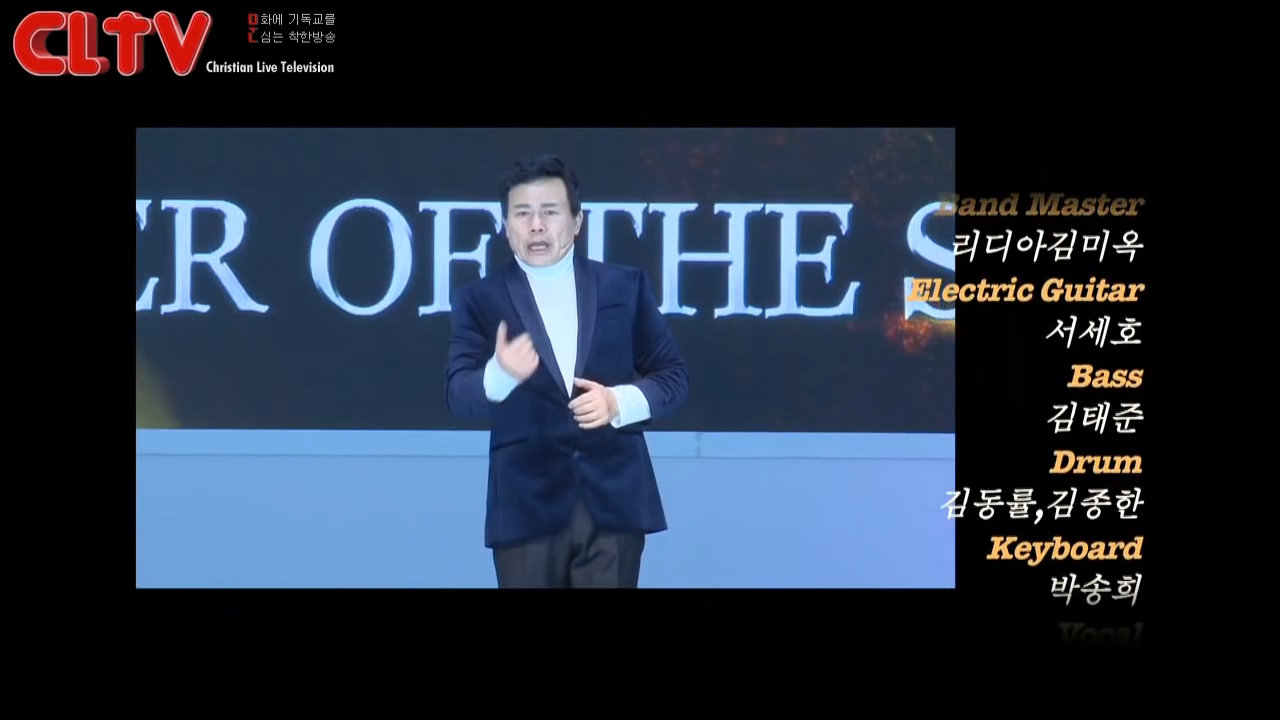 CLTV
문화에 기독교를
심는 착한방송
Christian Live Television
ER OF THE S
Band Master
리디아김미옥
Electric Guitar
서세호
Bass
김태준
Drum
김동률,김종한
Keyboard
박송희
Vocal